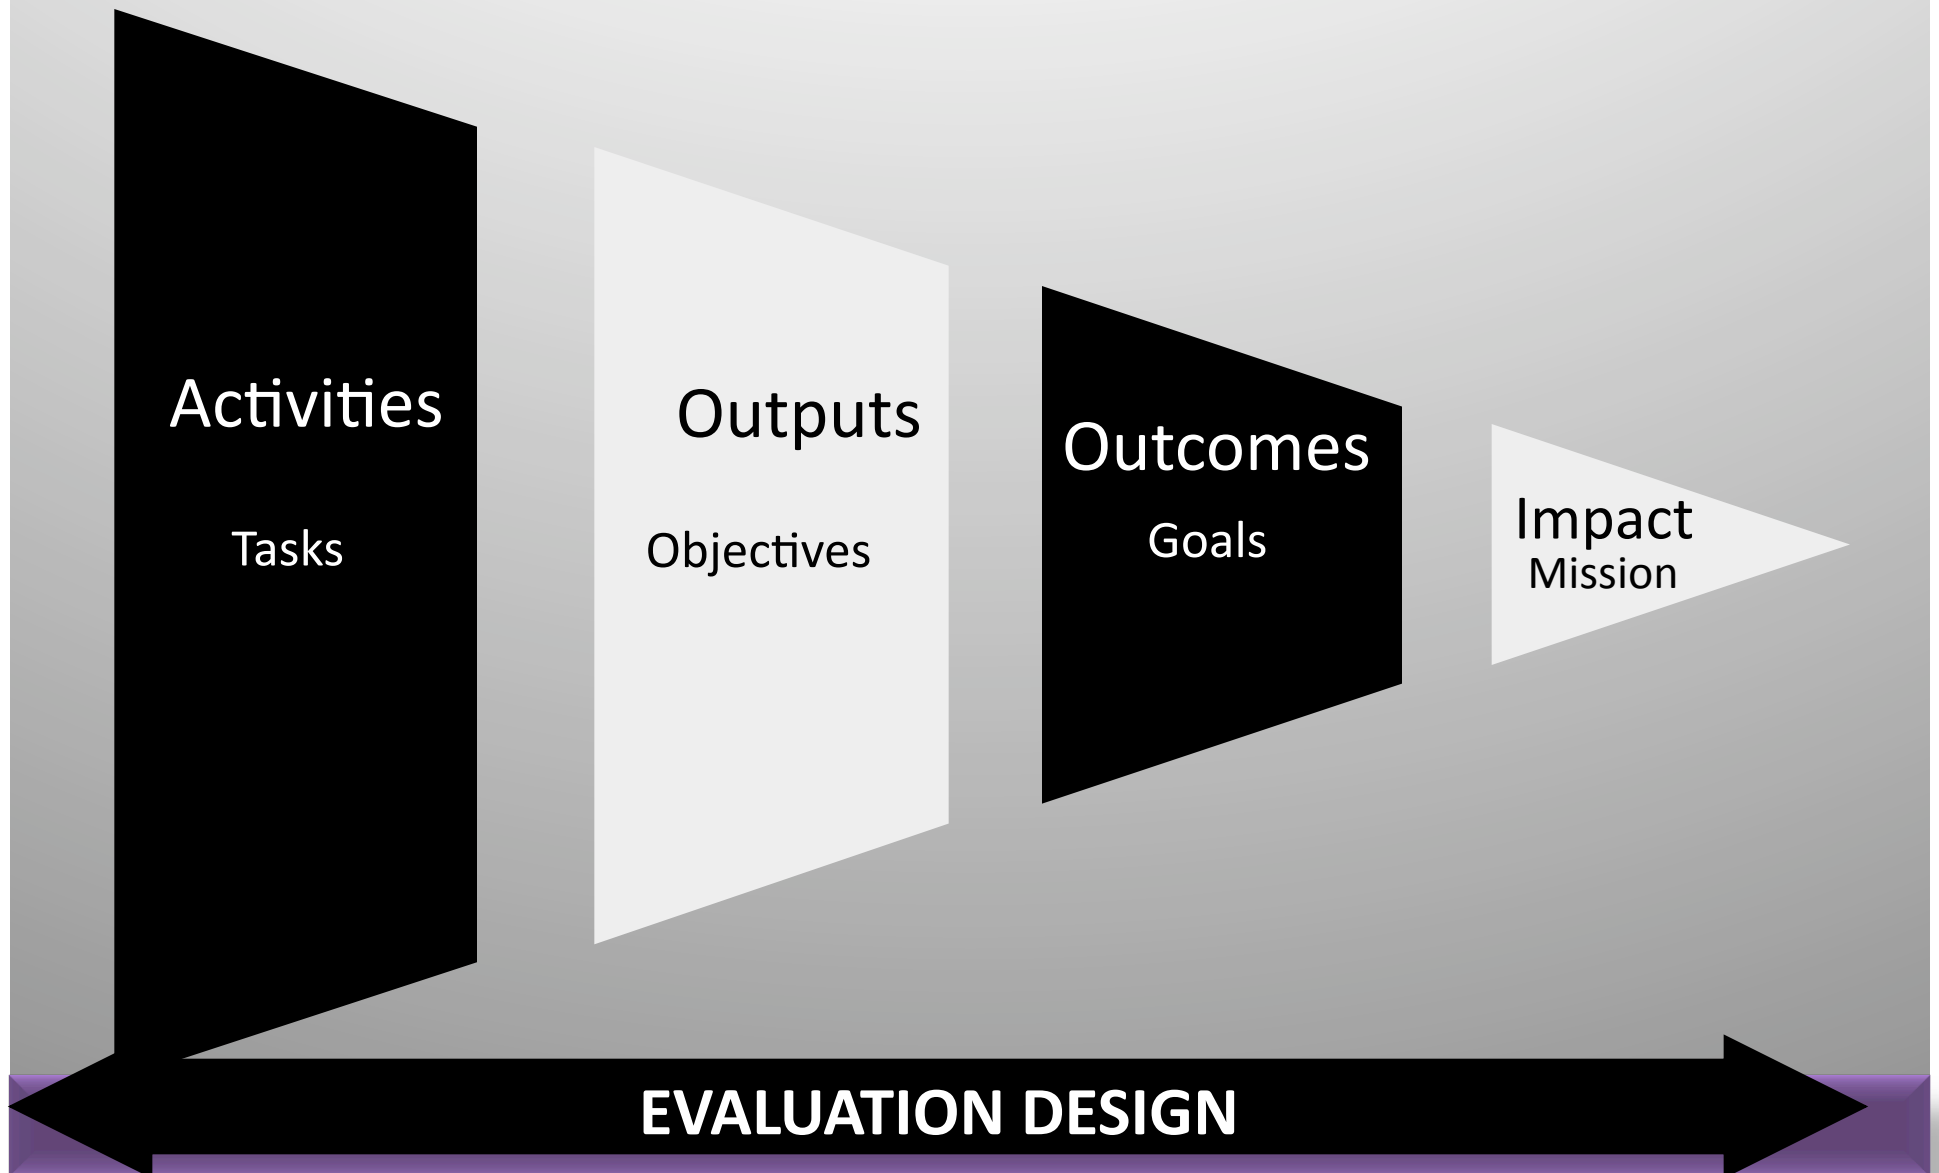 Activities
Tasks
Outputs
Objectives
Outcomes
Goals
Impact
Mission
EVALUATION DESIGN